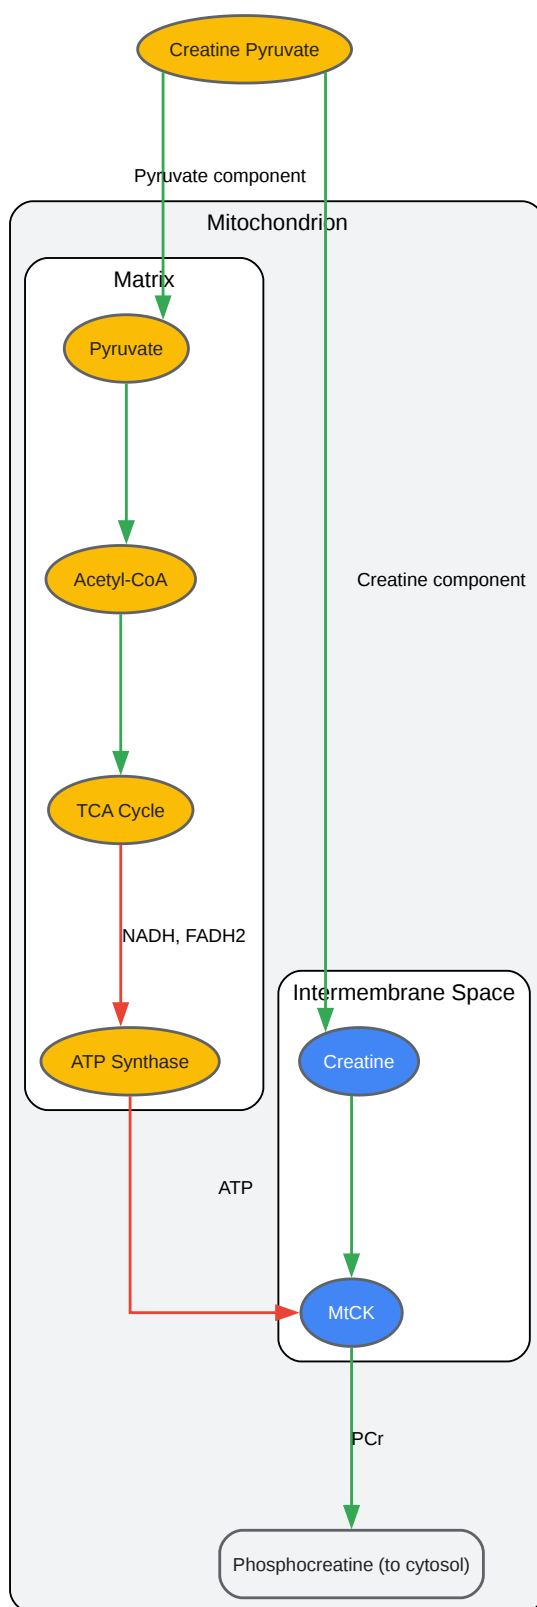 Creatine Pyruvate
Pyruvate component
Mitochondrion
Matrix
Pyruvate
Acetyl-CoA
Creatine component
TCA Cycle
NADH, FADH2
Intermembrane Space
ATP Synthase
Creatine
ATP
MtCK
PCr
Phosphocreatine (to cytosol)